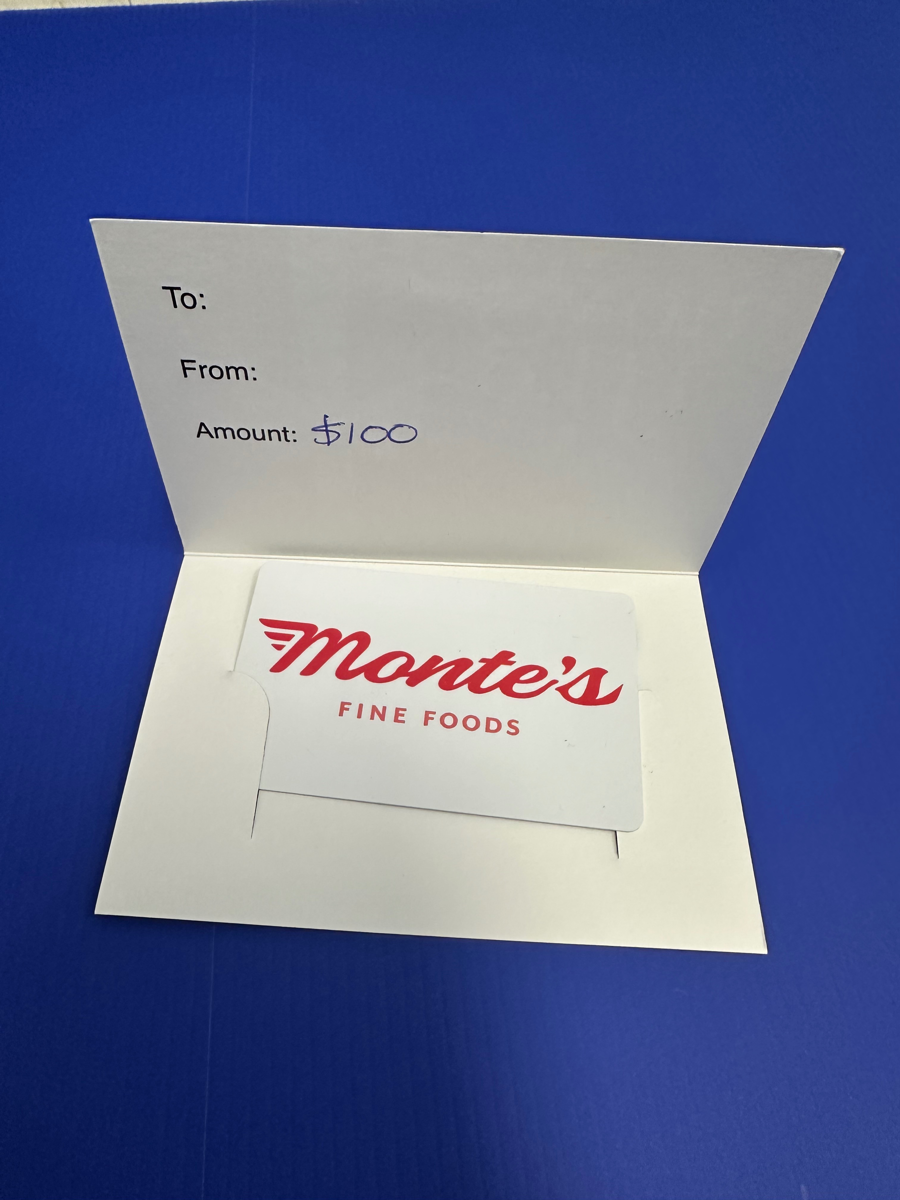 To:
From:
Amount: $100
Monte's
FINE FOODS